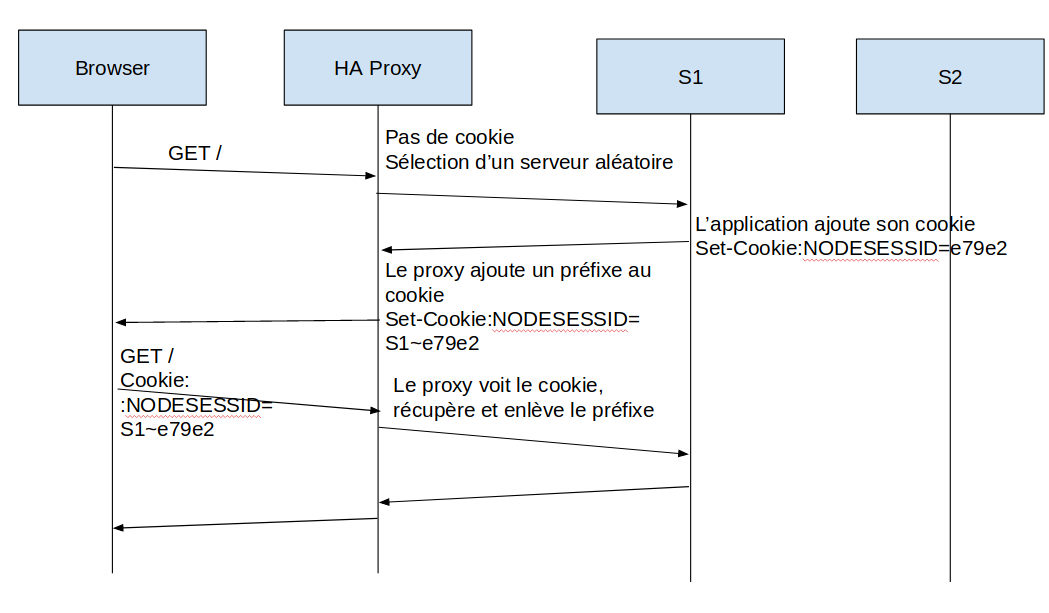 Browser
HA Proxy
S1
S2
GET /
Pas de cookie
Sélection d'un serveur aléatoire
L'application ajoute son cookie
Set-Cookie:NODESESSID=e79e2
Le proxy ajoute un préfixe au
cookie
Set-Cookie:NODESESSID=
S1~e79e2
GET /
Cookie:
:NODESESSID=
S1~e79e2
Le proxy voit le cookie,
récupère et enlève le préfixe